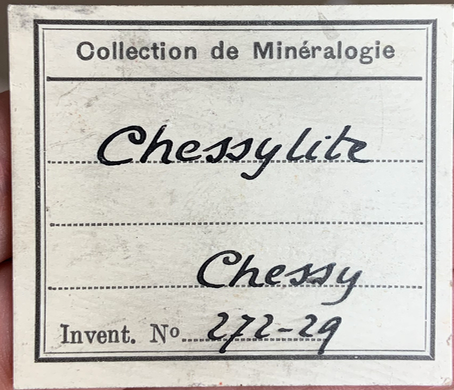 Collection de Minéralogie
Chessylite
Chessy
Invent. No 272-29